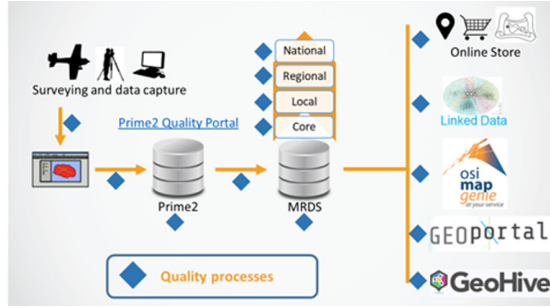 National
Regional
Local
Core
Surveying and data capture
Prime2 Quality Portal
Prime2
MRDS
Online Store
Linked Data
osi
map
genie
at your service
GEOportal
GeoHive
Quality processes